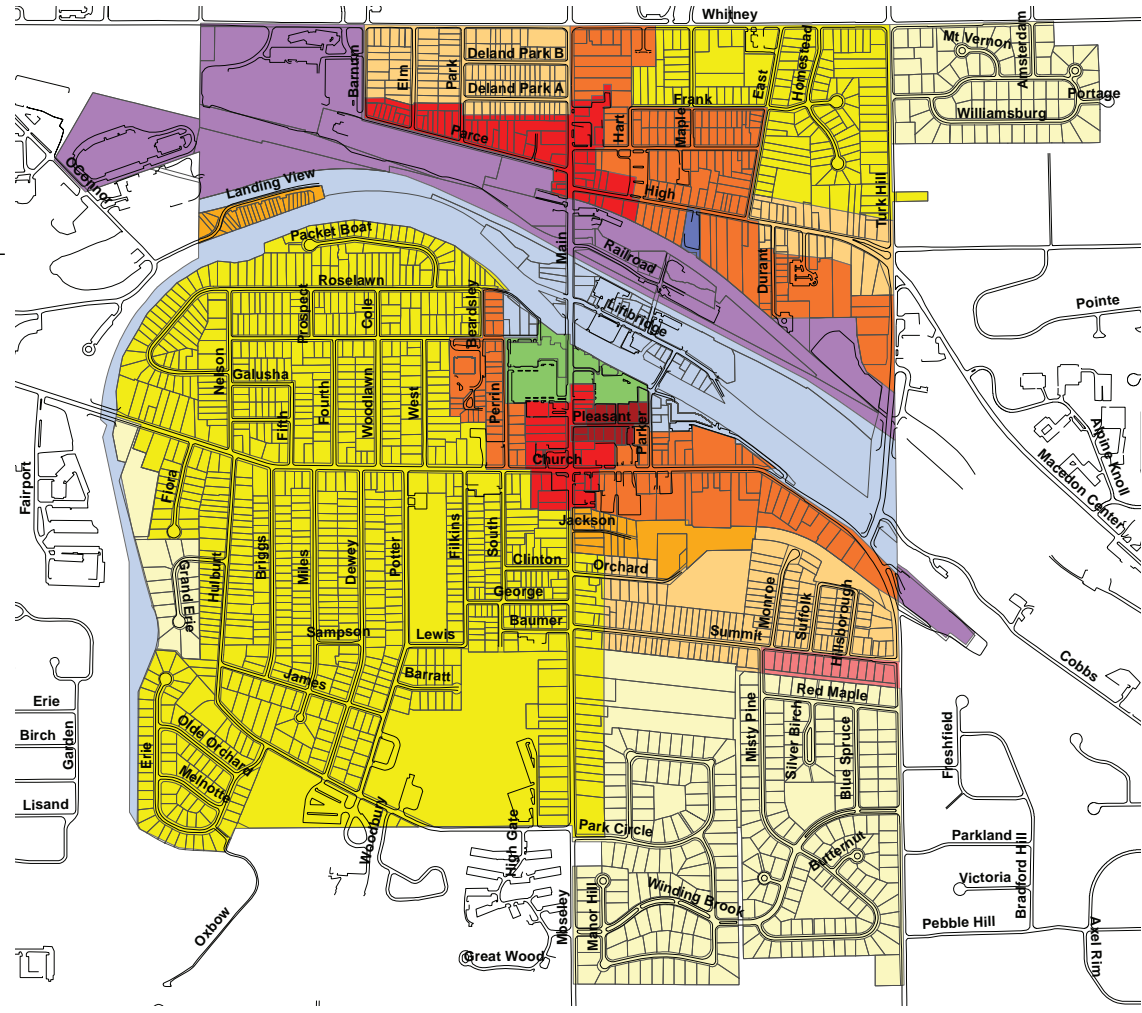 Whitney
Mt Vernon
Amsterdam
Deland Park B
Elm
Park
Barnum
East
Homestead
Deland Park A
Frank
Portage
Williamsburg
Parce
Hart
Maple
OConnor
Landing View
High
Turk Hill
Packet Boat
Main
Railroad
Durant
Roselawn
Prospect
Cole
Beardsley
Liftbridge
Pointe
Nelson
Galusha
Fifth
Fourth
Woodlawn
West
Perrin
Pleasant
Parker
Alpine Knoll
Church
Macedon Center
Fairport
Flora
Jackson
Filkins
South
Clinton
Orchard
Grand Erie
Hulburt
Briggs
Miles
Dewey
Potter
George
Baumer
Monroe
Suffolk
Hillsborough
Sampson
Lewis
Summit
Barratt
James
Red Maple
Cobbs
Erie
Birch
Garden
Erie
Olde Orchard
Melhotte
Misty Pine
Silver Birch
Blue Spruce
Freshfield
Lisand
Woodbury
High Gate
Park Circle
Butternut
Parkland
Victoria
Bradford Hill
Winding Brook
Manor Hill
Moseley
Pebble Hill
Axel Rim
Oxbow
Great Wood